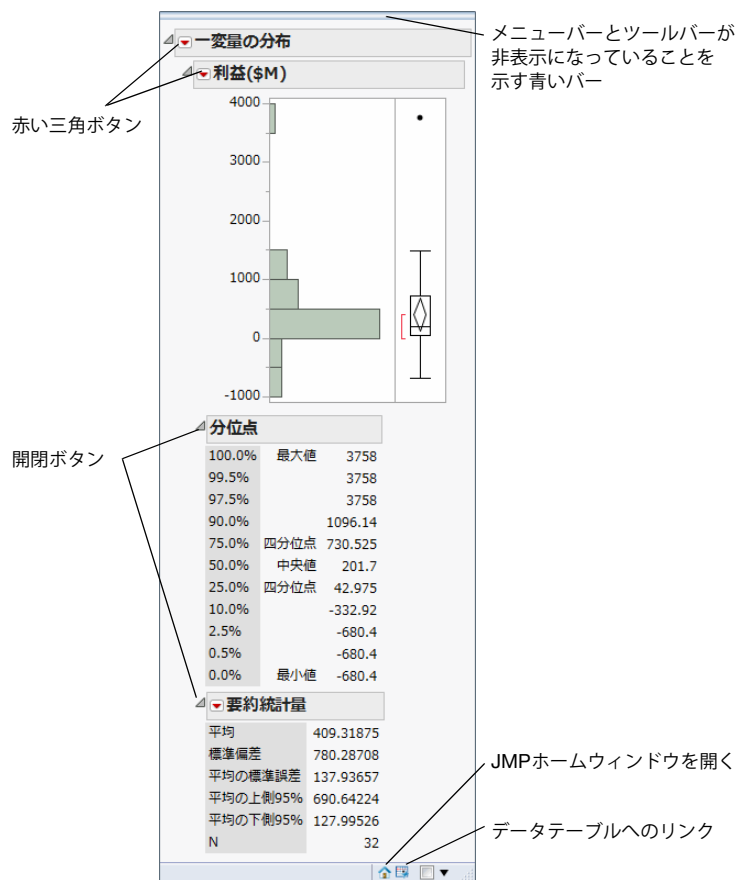 メニューバーとツールバーが
非表示になっていることを
示す青いバー
一変量の分布
利益($M)
赤い三角ボタン
4000
3000
2000
1000
0
-1000
開閉ボタン
分位点
100.0% 最大値 3758
99.5% 3758
97.5% 3758
90.0% 1096.14
75.0% 四分位点 730.525
50.0% 中央値 201.7
25.0% 四分位点 42.975
10.0% -332.92
2.5% -680.4
0.5% -680.4
0.0% 最小値 -680.4
要約統計量
平均 409.31875
標準偏差 780.28708
平均の標準誤差 137.93657
平均の上側95% 690.64224
平均の下側95% 127.99526
N 32
JMPホームウィンドウを開く
データテーブルへのリンク